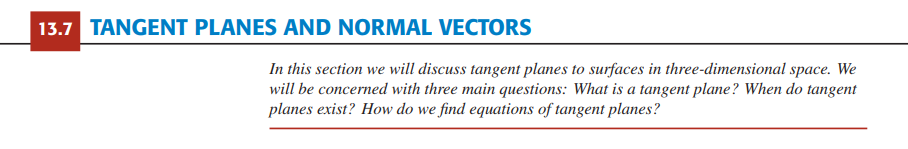 13.7 TANGENT PLANES AND NORMAL VECTORS
In this section we will discuss tangent planes to surfaces in three-dimensional space. We
will be concerned with three main questions: What is a tangent plane? When do tangent
planes exist? How do we find equations of tangent planes?